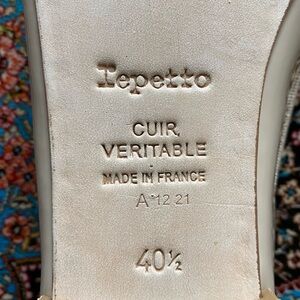 Repetto
CUIR
VERITABLE
MADE IN FRANCE
A 12 21
40½